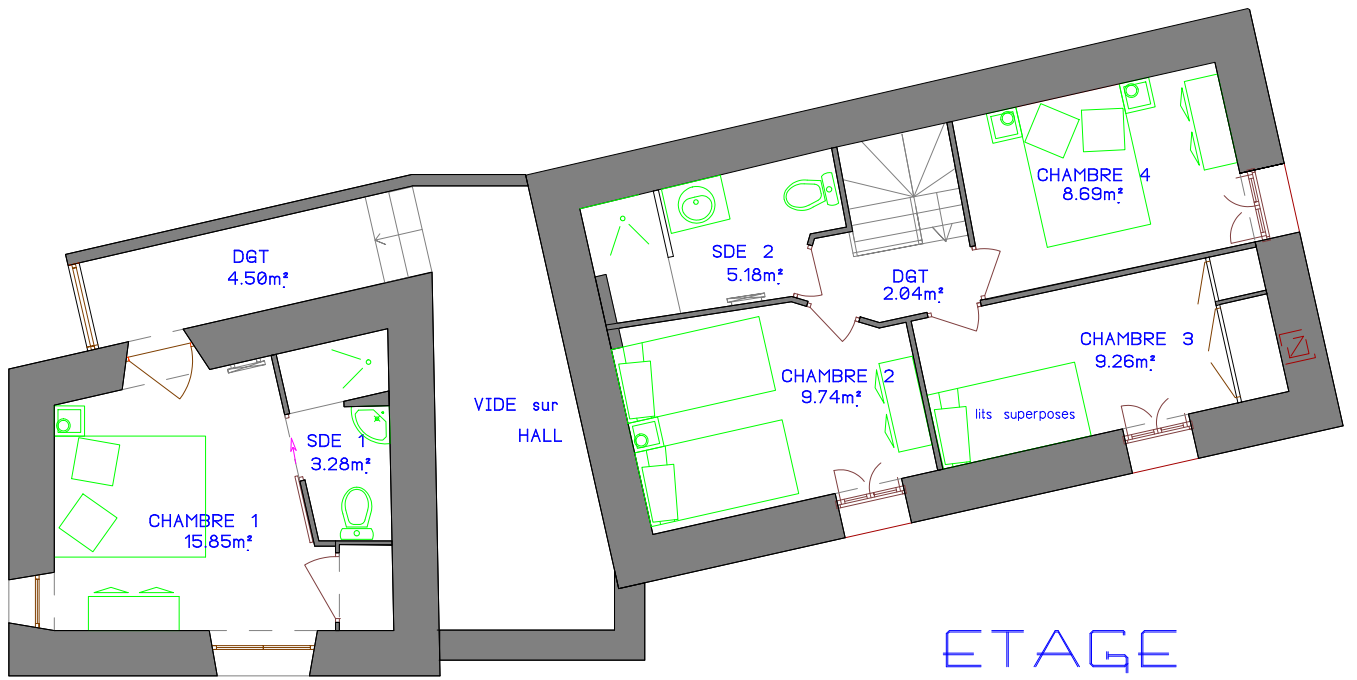 CHAMBRE 4
8.69m²
DGT
4.50m²
SDE 2
5.18m²
DGT
2.04m²
CHAMBRE 3
9.26m²
CHAMBRE 2
9.74m²
VIDE sur
HALL
lits superposes
SDE 1
3.28m²
CHAMBRE 1
15.85m²
ETAGE